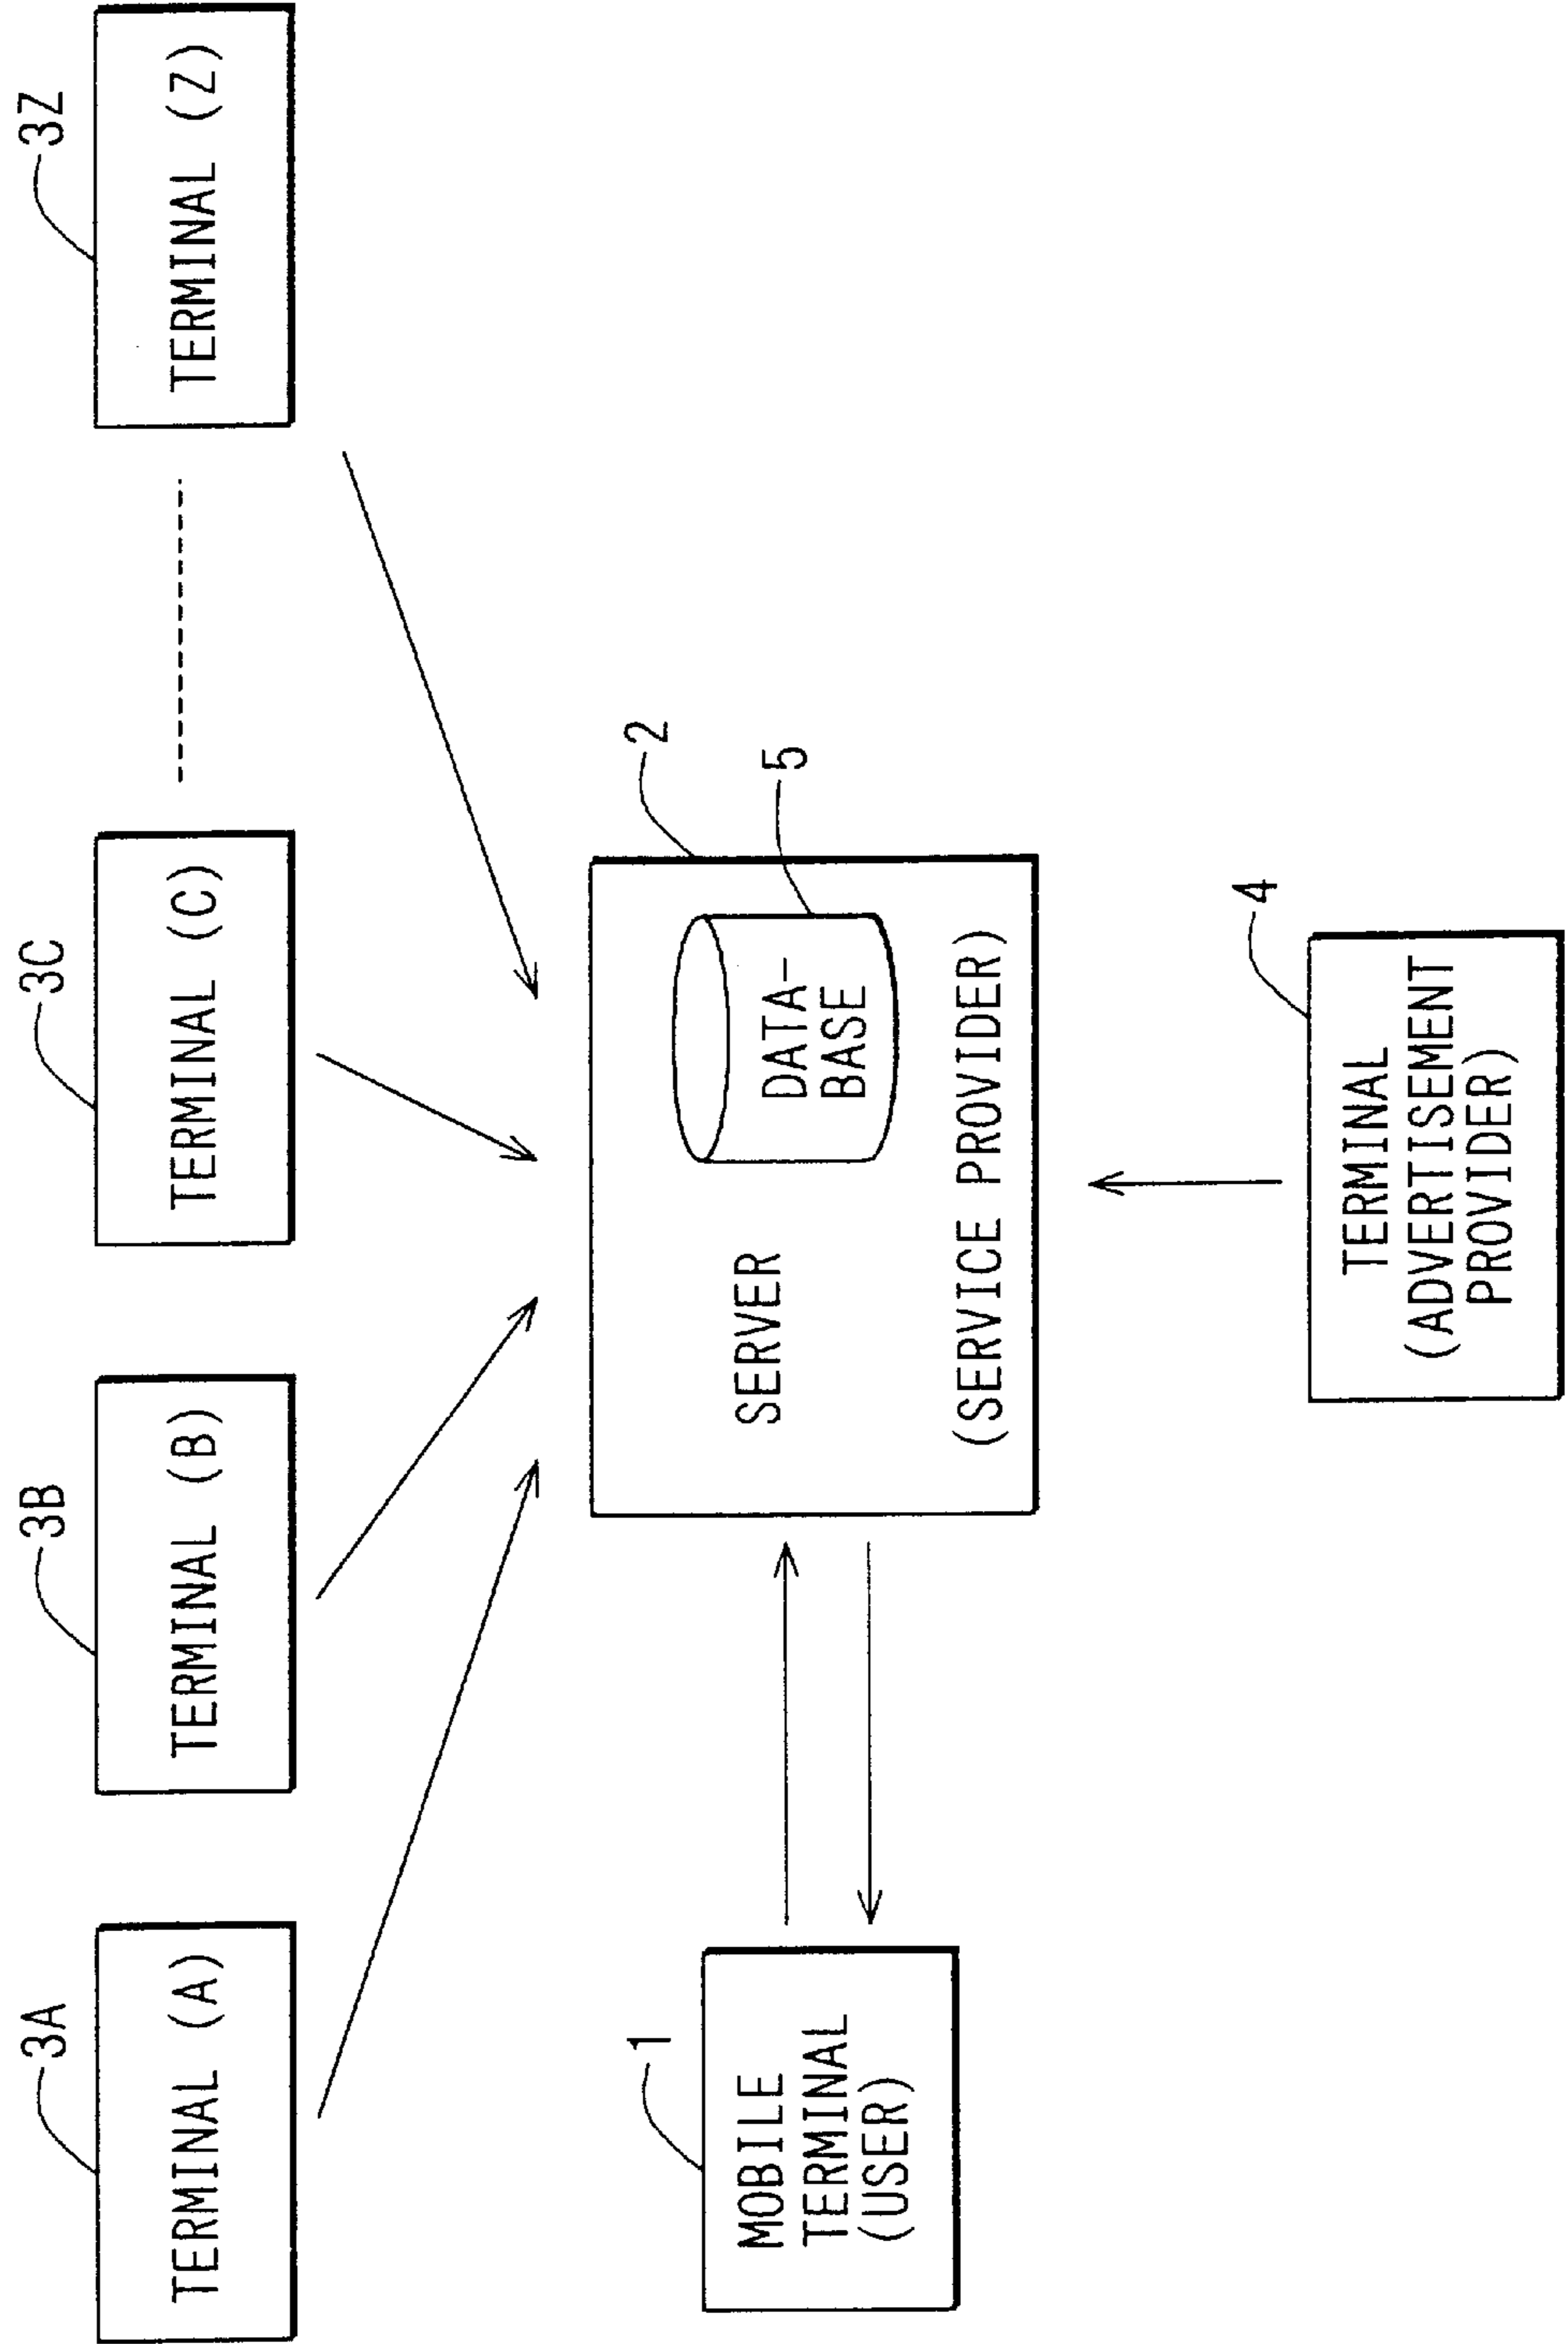 3A
3B
3C
3Z
TERMINAL (A)
TERMINAL (B)
TERMINAL (C)
TERMINAL (Z)
1
MOBILE
TERMINAL
(USER)
2
5
SERVER
DATA-
BASE
(SERVICE PROVIDER)
4
TERMINAL
(ADVERTISEMENT
PROVIDER)